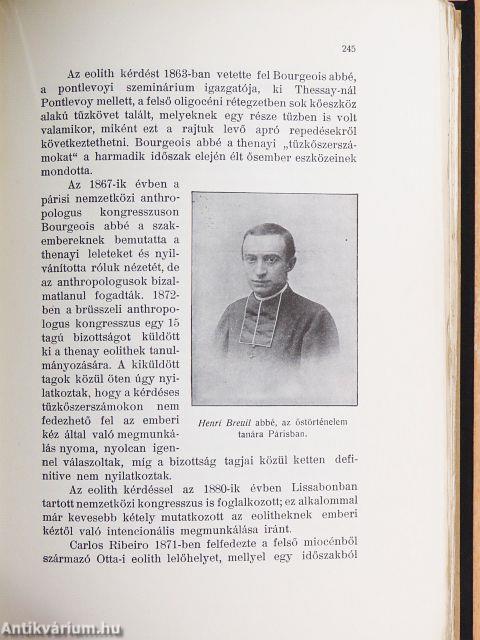 245
Az eolith kérdést 1863-ban vetette fel Bourgeois abbé,
a pontlevoyi szeminárium igazgatója, ki Thessay-nál
Pontlevoy mellett, a felső oligocéni rétegzetben sok kőeszköz
alakú tűzkövet talált, melyeknek egy része tűzben is volt
valamikor, miként ezt a rajtuk levő apró repedésekről
következtethetni. Bourgeois abbé a thenayi „tűzkőszerszá-
mokat“ a harmadik időszak elején élt ősember eszközeinek
mondotta.
Az 1867-ik évben a
párisi nemzetközi anthro-
pologus kongresszuson
Bourgeois abbé a szak-
embereknek bemutatta a
thenayi leleteket és nyil-
vánította róluk nézetét, de
az anthropologusok bizal-
matlanul fogadták. 1872-
ben a brüsszeli anthropo-
logus kongresszus egy 15
tagú bizottságot küldött
ki a thenay eolithek tanul-
mányozására. A kiküldött
tagok közül öten úgy nyi-
latkoztak, hogy a kérdéses
tűzkőszerszámokon nem
fedezhető fel az emberi
kéz által való megmunká-
lás nyoma, nyolcan igen-
nel válaszoltak, míg a bizottság tagjai közül ketten defi-
nitive nem nyilatkoztak.
Henri Breuil abbé, az őstörténelem
tanára Párisban.
Az eolith kérdéssel az 1880-ik évben Lissabonban
tartott nemzetközi kongresszus is foglalkozott; ez alkalommal
már kevesebb kétely mutatkozott az eolitheknek emberi
kéztől való intencionális megmunkálása iránt.
Carlos Ribeiro 1871-ben felfedezte a felső miocénből
származó Otta-i eolith lelőhelyet, mellyel egy időszakból
Antikvárium.hu